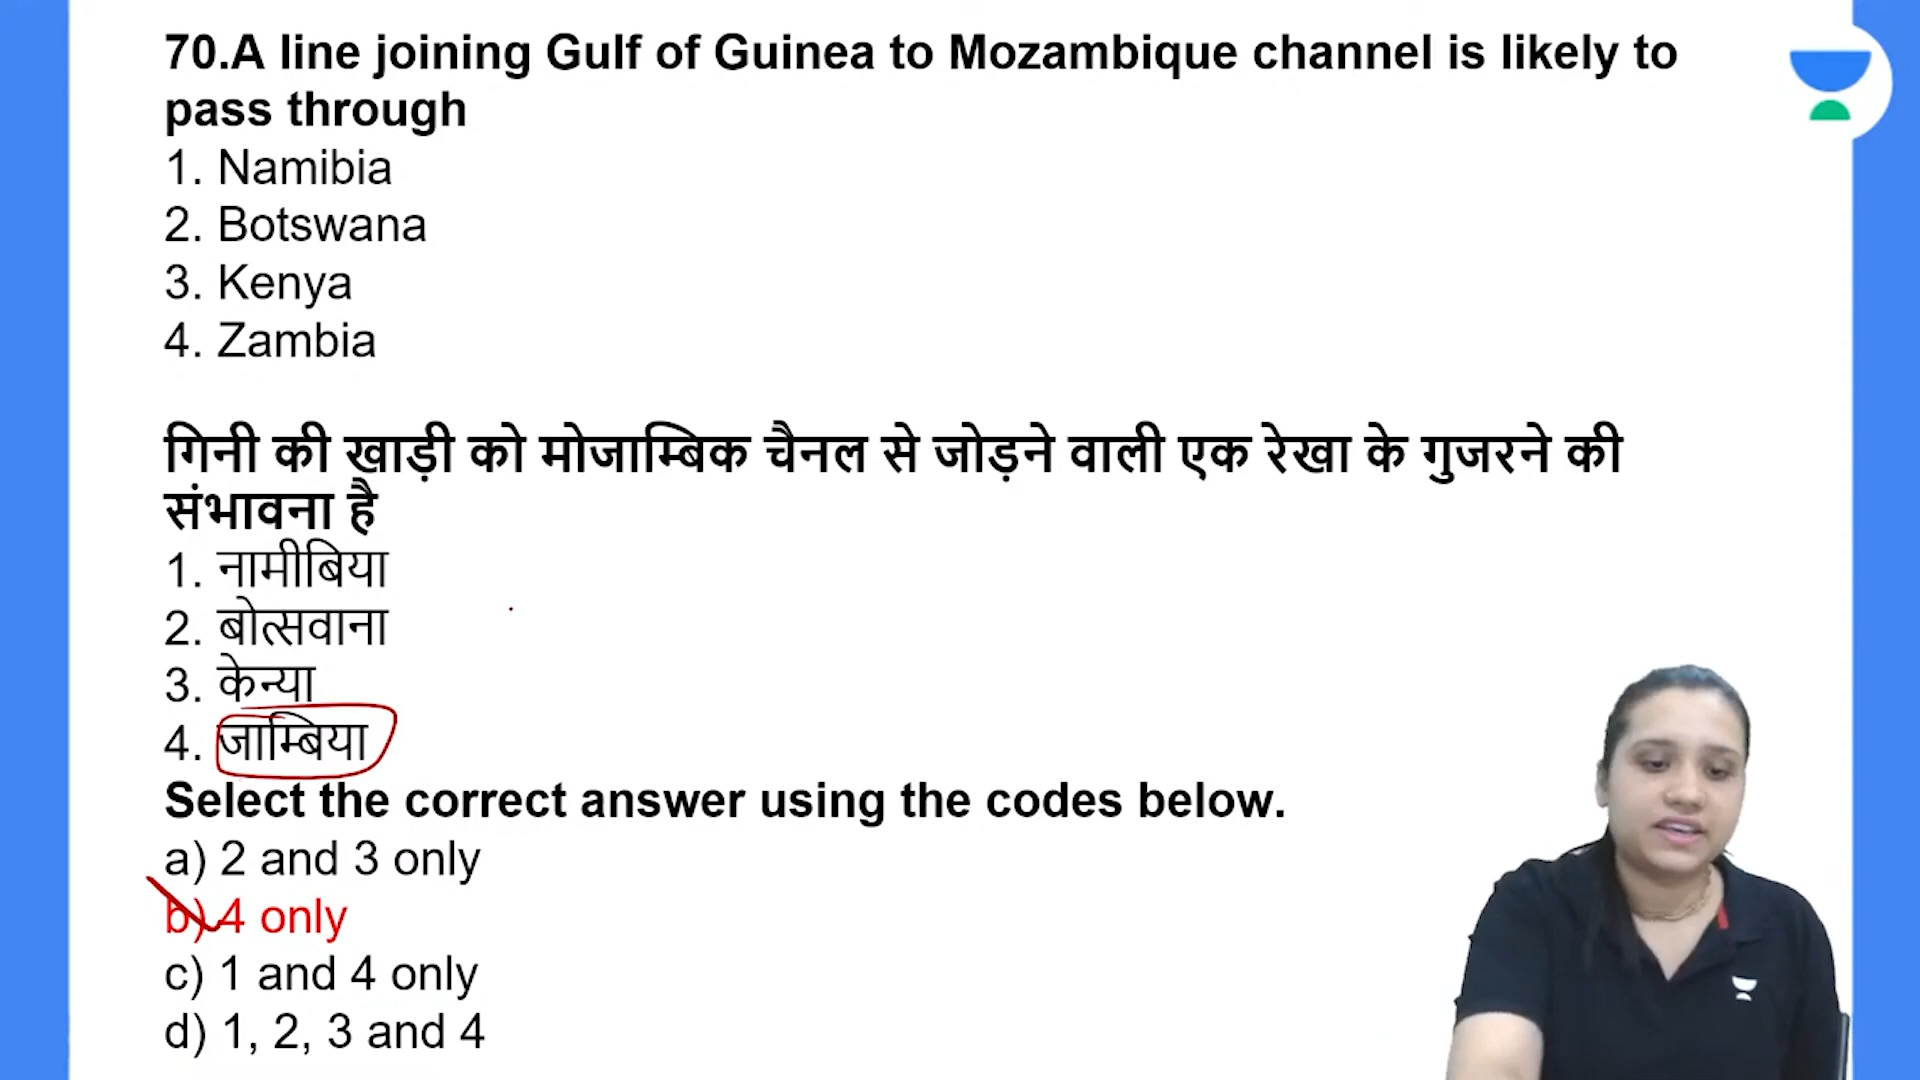 70.A line joining Gulf of Guinea to Mozambique channel is likely to
pass through
1. Namibia
2. Botswana
3. Kenya
4. Zambia
गिनी की खाड़ी को मोजाम्बिक चैनल से जोड़ने वाली एक रेखा के गुजरने की
संभावना है
1. नामीबिया
2. बोत्सवाना
3. केन्या
4. जाम्बिया
Select the correct answer using the codes below.
a) 2 and 3 only
b) 4 only
c) 1 and 4 only
d) 1, 2, 3 and 4